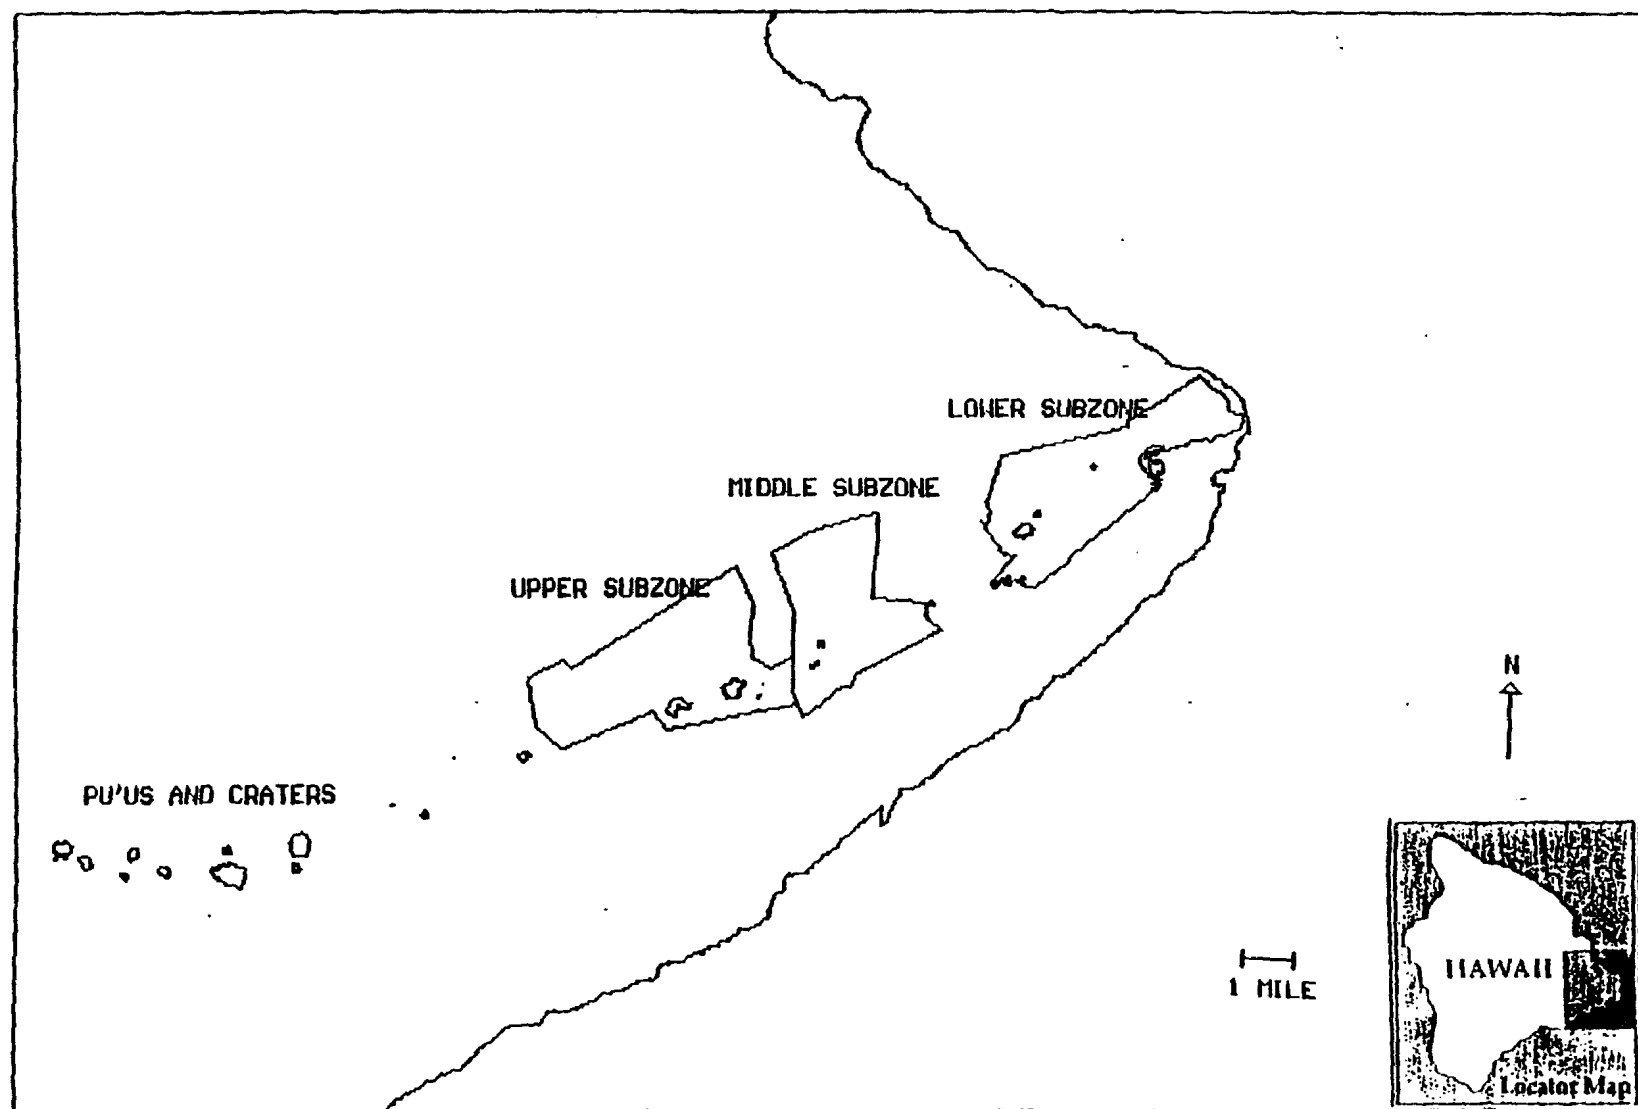 LOWER SUBZONE
MIDDLE SUBZONE
UPPER SUBZONE
N
PU'US AND CRATERS
HAWAII
1 MILE
Locator Map